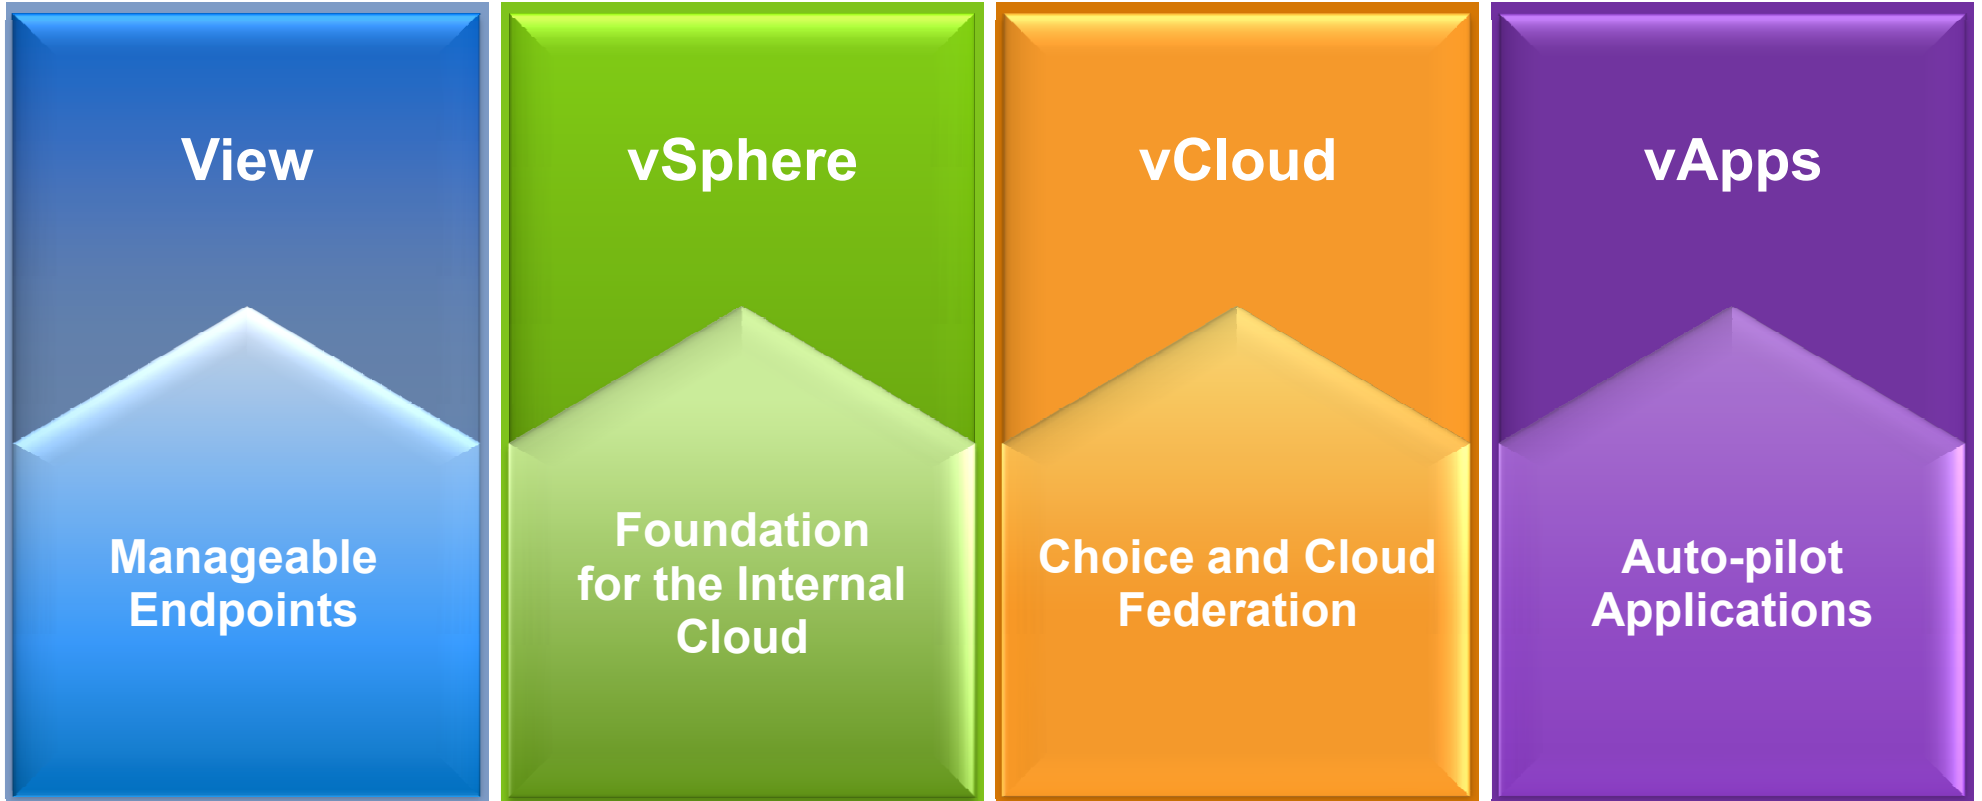 View
Manageable
Endpoints
vSphere
Foundation
for the Internal
Cloud
vCloud
Choice and Cloud
Federation
vApps
Auto-pilot
Applications